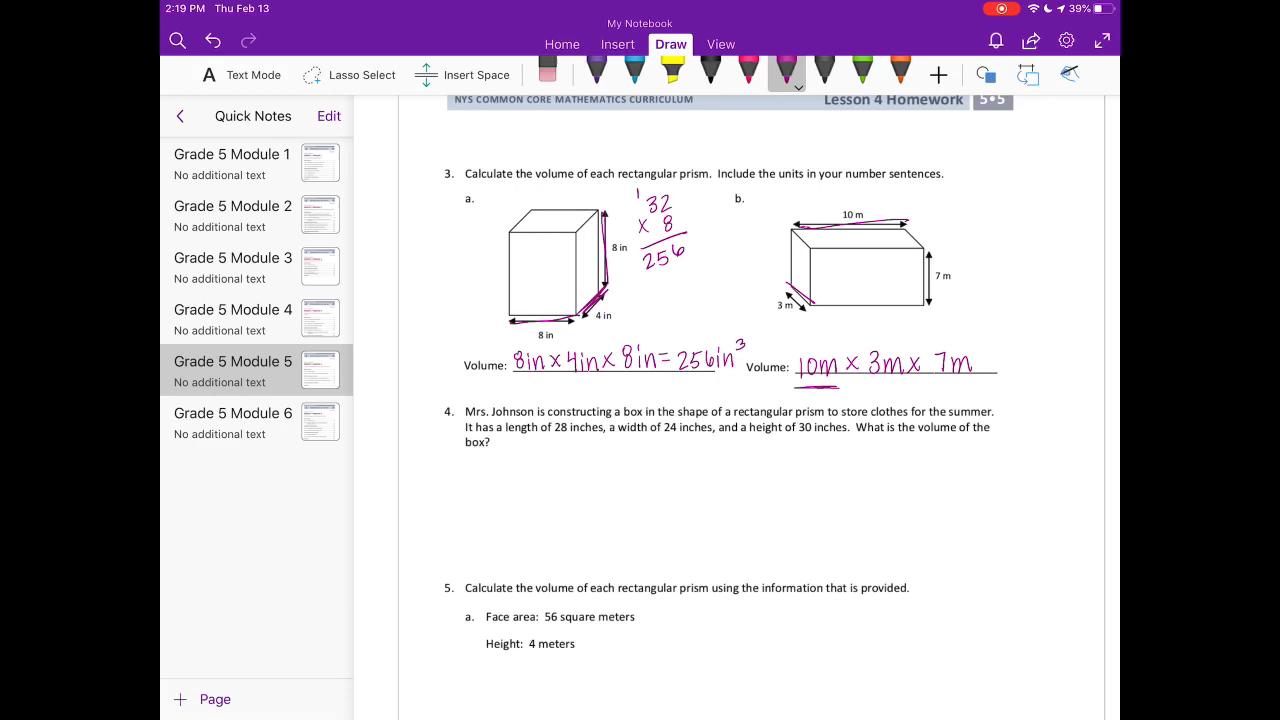 2:19 PM Thu Feb 13
39%
My Notebook
Home Insert Draw View
Text Mode Lasso Select Insert Space
Quick Notes Edit
Grade 5 Module 1
No additional text
Grade 5 Module 2
No additional text
Grade 5 Module 3
No additional text
Grade 5 Module 4
No additional text
Grade 5 Module 5
No additional text
Grade 5 Module 6
No additional text
+ Page
NYS COMMON CORE MATHEMATICS CURRICULUM Lesson 4 Homework 5•5
3. Calculate the volume of each rectangular prism. Include the units in your number sentences.
a.
8 in
4 in
8 in
1
32
x 8
256
b.
10 m
7 m
3 m
Volume: 8in x 4in x 8in = 256in³
Volume: 10m x 3m x 7m
4. Mrs. Johnson is constructing a box in the shape of a rectangular prism to store clothes for the summer.
It has a length of 28 inches, a width of 24 inches, and a height of 30 inches. What is the volume of the
box?
5. Calculate the volume of each rectangular prism using the information that is provided.
a. Face area: 56 square meters
Height: 4 meters